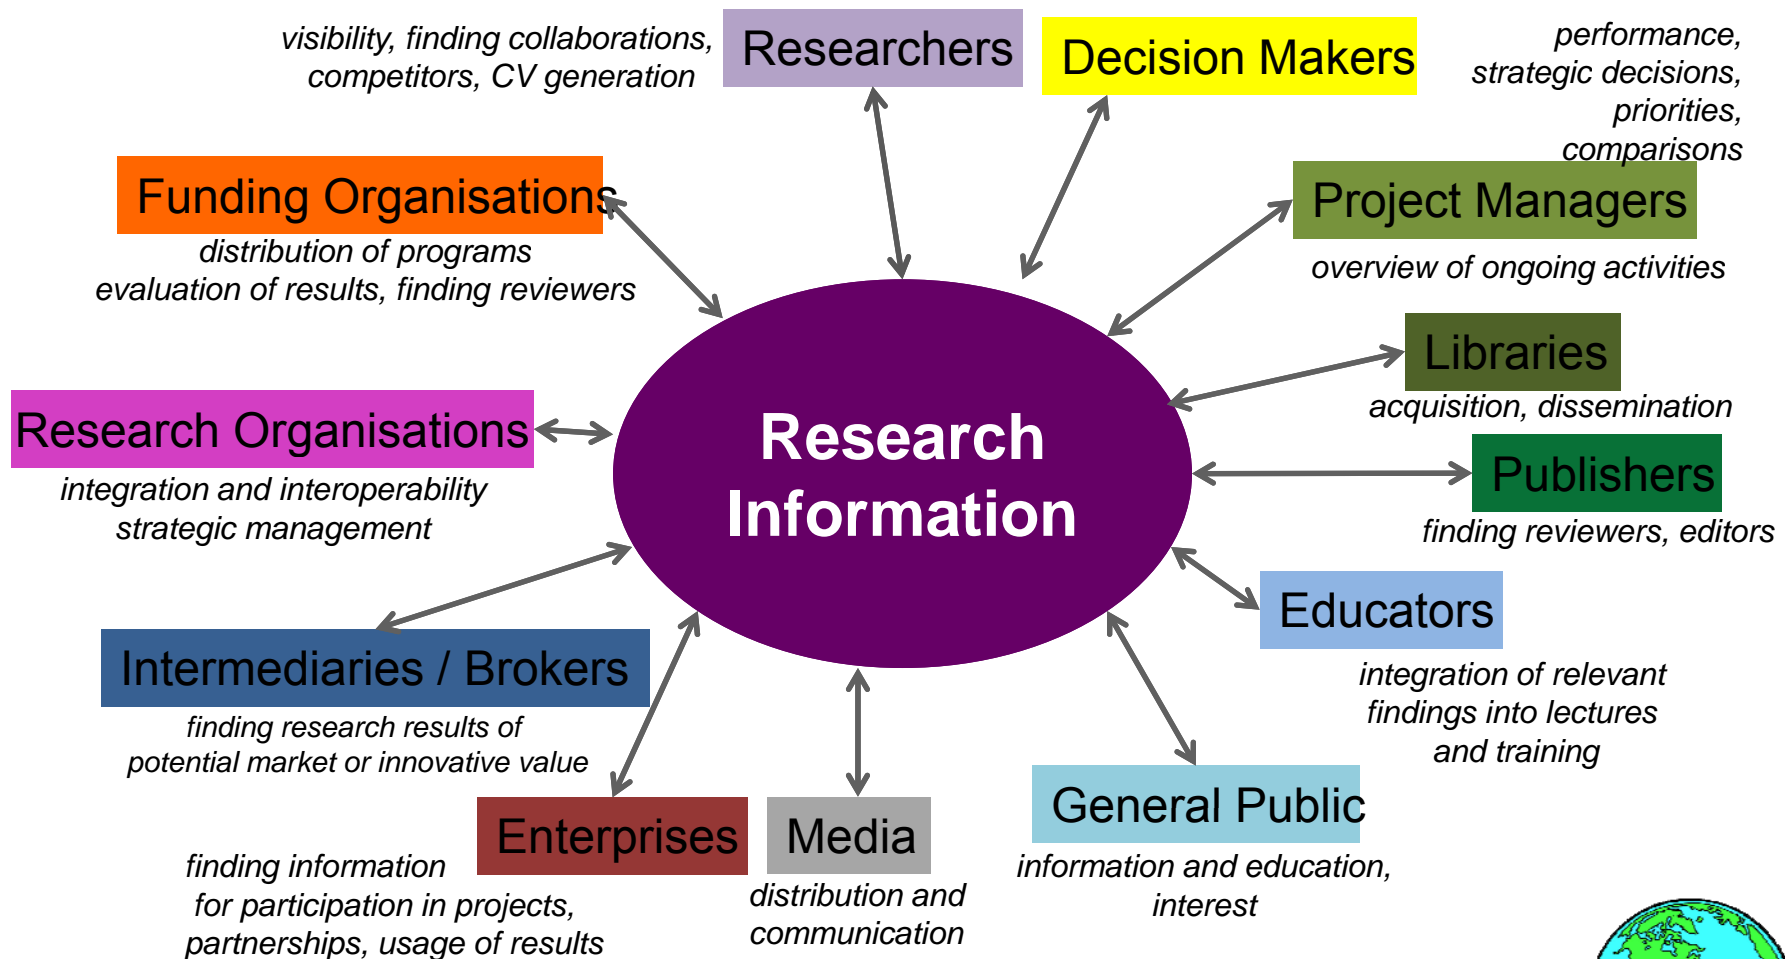 visibility, finding collaborations,
competitors, CV generation
Researchers
Decision Makers
performance,
strategic decisions,
priorities,
comparisons
Funding Organisations
distribution of programs
evaluation of results, finding reviewers
Project Managers
overview of ongoing activities
Libraries
acquisition, dissemination
Research Organisations
integration and interoperability
strategic management
Research
Information
Publishers
finding reviewers, editors
Educators
integration of relevant
findings into lectures
and training
Intermediaries / Brokers
finding research results of
potential market or innovative value
Enterprises
finding information
for participation in projects,
partnerships, usage of results
Media
distribution and
communication
General Public
information and education,
interest